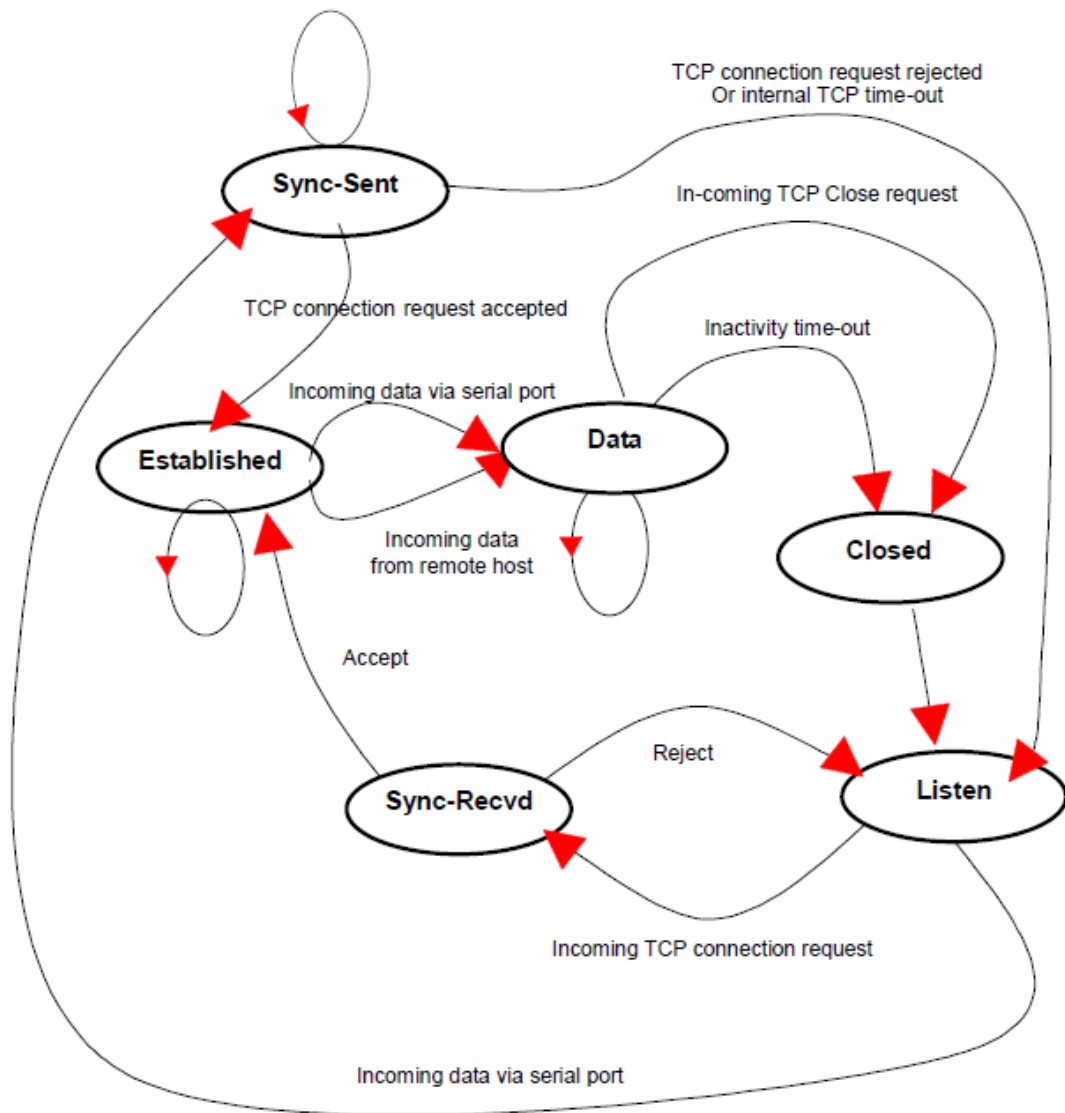 TCP connection request rejected
Or internal TCP time-out
Sync-Sent
In-coming TCP Close request
TCP connection request accepted
Inactivity time-out
Incoming data via serial port
Data
Established
Incoming data
from remote host
Closed
Accept
Reject
Sync-Recvd
Listen
Incoming TCP connection request
Incoming data via serial port